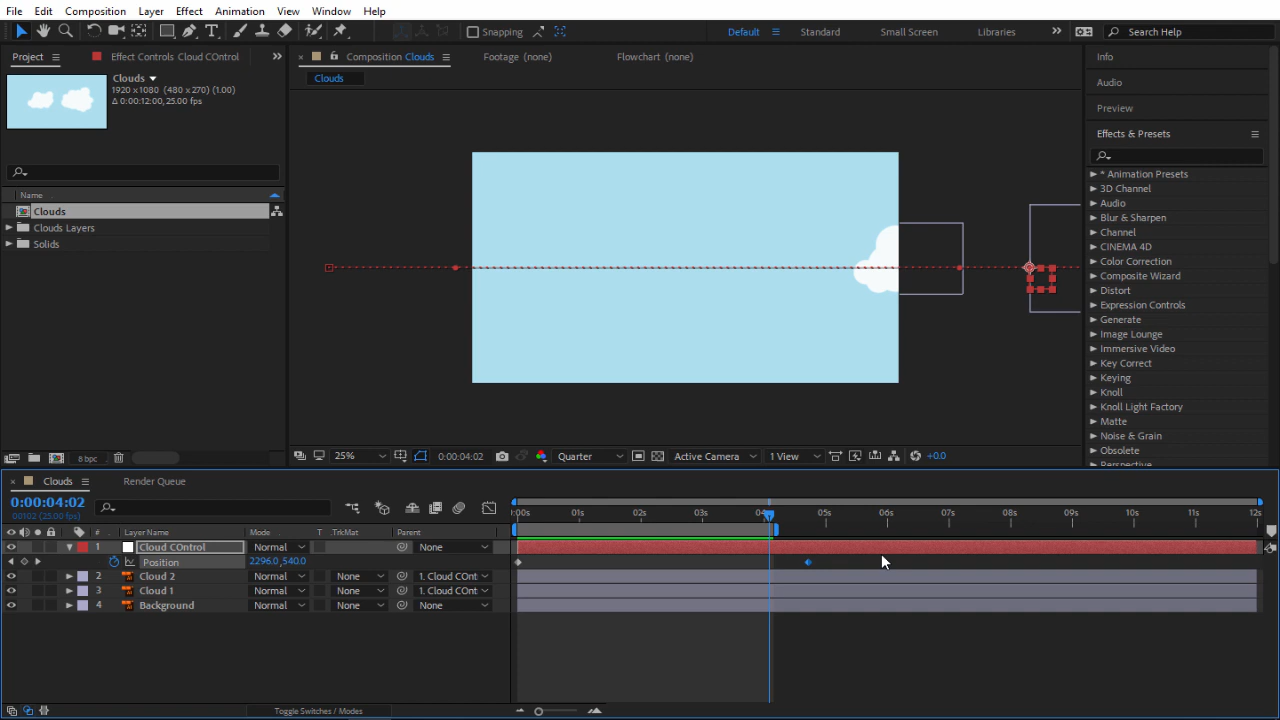 File Edit Composition Layer Effect Animation View Window Help
Snapping Default Standard Small Screen Libraries Search Help
Project Effect Controls Cloud COntrol Composition Clouds Footage (none) Flowchart (none) Info
Clouds
1920 x 1080 (480 x 270) (1.00)
Δ 0:00:12:00, 25.00 fps
Clouds
Audio
Preview
Effects & Presets
Name
Clouds
Clouds Layers
Solids
* Animation Presets
3D Channel
Audio
Blur & Sharpen
Channel
CINEMA 4D
Color Correction
Composite Wizard
Distort
Expression Controls
Generate
Image Lounge
Immersive Video
Key Correct
Keying
Knoll
Knoll Light Factory
Matte
Noise & Grain
Obsolete
Perspective
8 bpc 25% 0:00:04:02 Quarter Active Camera 1 View +0.0
Clouds Render Queue
0:00:04:02
00102 (25.00 fps)
:00s 01s 02s 03s 04 05s 06s 07s 08s 09s 10s 11s 12s
# Layer Name Mode T TrkMat Parent
1 Cloud COntrol Normal None
Position 2296.0,540.0
2 Cloud 2 Normal None 1. Cloud COnt
3 Cloud 1 Normal None 1. Cloud COnt
4 Background Normal None None
Toggle Switches / Modes